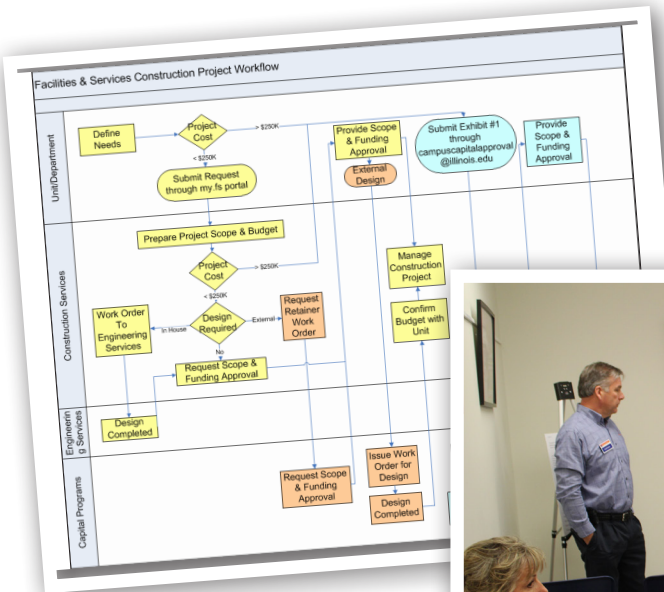 Facilities & Services Construction Project Workflow
Unit/Department
Define
Needs
Project
Cost
> $250K
< $250K
Submit Request
through my.fs portal
Provide Scope
& Funding
Approval
External
Design
Submit Exhibit #1
through
campuscapitalapproval
@illinois.edu
Provide
Scope &
Funding
Approval
Construction Services
Prepare Project Scope & Budget
Project
Cost
> $250K
< $250K
Work Order
To
Engineering
Services
In House
Design
Required
External
No
Request
Retainer
Work
Order
Request Scope &
Funding Approval
Manage
Construction
Project
Confirm
Budget with
Unit
Engineerin
g Services
Design
Completed
Capital Programs
Request Scope
& Funding
Approval
Issue Work
Order for
Design
Design
Completed